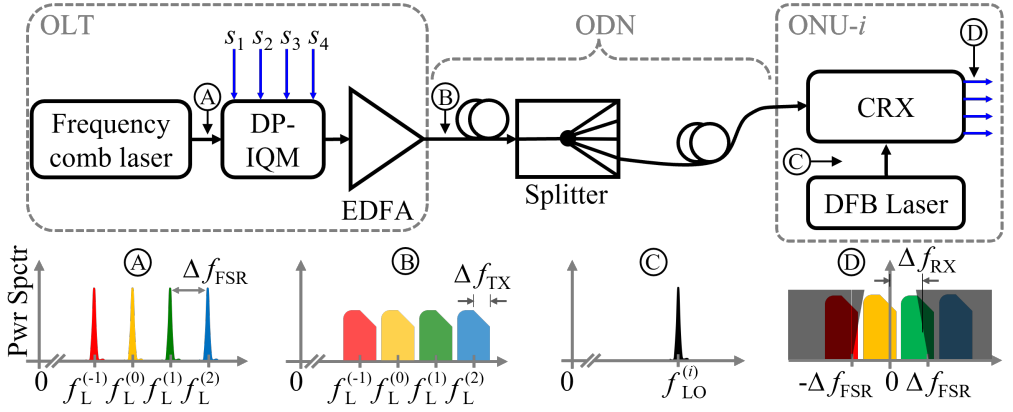 OLT
ODN
ONU-i
s₁ s₂ s₃ s₄
A
B
C
D
Frequency
comb laser
DP-
IQM
EDFA
Splitter
CRX
DFB Laser
Pwr Spctr
A
Δf_FSR
0
f_L^(-1) f_L^(0) f_L^(1) f_L^(2)
B
Δf_TX
0
f_L^(-1) f_L^(0) f_L^(1) f_L^(2)
C
0
f_LO^(i)
D
Δf_RX
-Δf_FSR 0 Δf_FSR